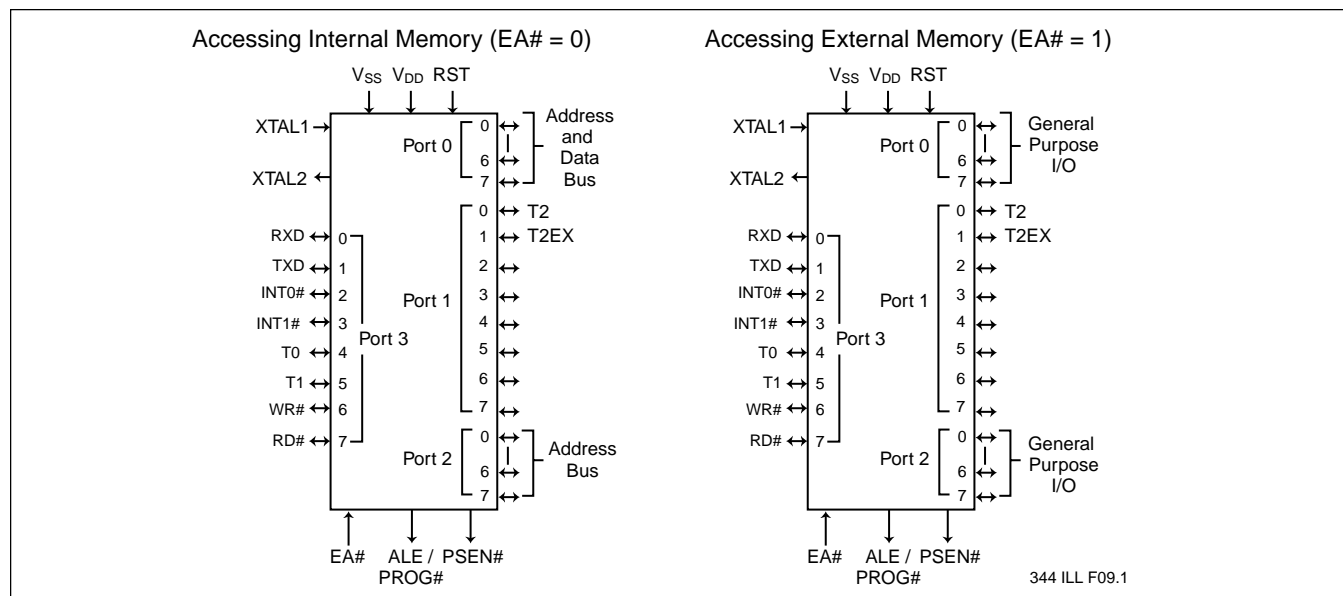 Accessing Internal Memory (EA# = 0)
VSS VDD RST
XTAL1
XTAL2
RXD
TXD
INT0#
INT1#
T0
T1
WR#
RD#
0
1
2
3
4
5
6
7
Port 3
Port 0
0
6
7
Address
and
Data
Bus
Port 1
0
1
2
3
4
5
6
7
T2
T2EX
Port 2
0
6
7
Address
Bus
EA#
ALE /
PROG#
PSEN#
Accessing External Memory (EA# = 1)
VSS VDD RST
XTAL1
XTAL2
RXD
TXD
INT0#
INT1#
T0
T1
WR#
RD#
0
1
2
3
4
5
6
7
Port 3
Port 0
0
6
7
General
Purpose
I/O
Port 1
0
1
2
3
4
5
6
7
T2
T2EX
Port 2
0
6
7
General
Purpose
I/O
EA#
ALE /
PROG#
PSEN#
344 ILL F09.1